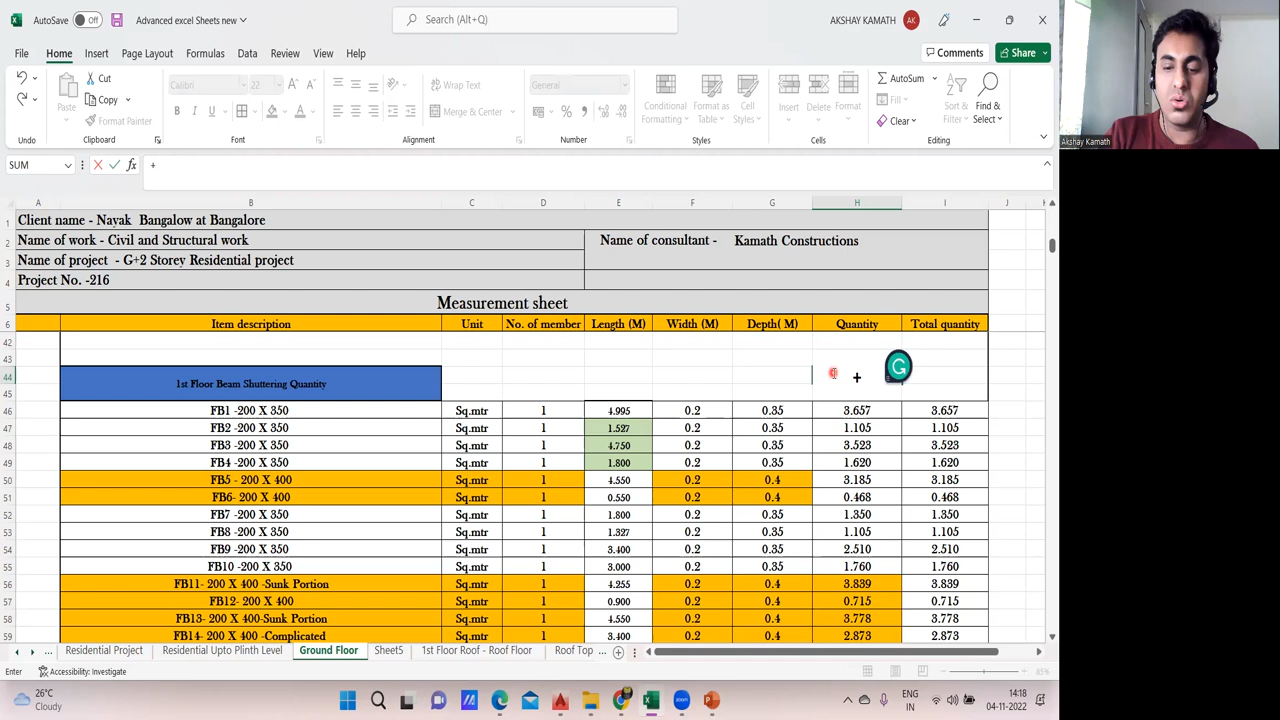 AutoSave Off Advanced excel Sheets new Search (Alt+Q) AKSHAY KAMATH AK
File Home Insert Page Layout Formulas Data Review View Help Comments Share
Paste Cut Copy Format Painter Calibri 22 Wrap Text Merge & Center General Conditional Formatting Format as Table Cell Styles Insert Delete Format AutoSum Fill Clear Sort & Filter Find & Select
Undo Clipboard Font Alignment Number Styles Cells Editing
Akshay Kamath
SUM +
A B C D E F G H I J
1 Client name - Nayak Bangalow at Bangalore
2 Name of work - Civil and Structural work Name of consultant - Kamath Constructions
3 Name of project - G+2 Storey Residential project
4 Project No. -216
5 Measurement sheet
6 Item description Unit No. of member Length (M) Width (M) Depth( M) Quantity Total quantity
42
43
44 1st Floor Beam Shuttering Quantity +
45
46 FB1 -200 X 350 Sq.mtr 1 4.995 0.2 0.35 3.657 3.657
47 FB2 -200 X 350 Sq.mtr 1 1.527 0.2 0.35 1.105 1.105
48 FB3 -200 X 350 Sq.mtr 1 4.750 0.2 0.35 3.523 3.523
49 FB4 -200 X 350 Sq.mtr 1 1.800 0.2 0.35 1.620 1.620
50 FB5 - 200 X 400 Sq.mtr 1 4.550 0.2 0.4 3.185 3.185
51 FB6- 200 X 400 Sq.mtr 1 0.550 0.2 0.4 0.468 0.468
52 FB7 -200 X 350 Sq.mtr 1 1.800 0.2 0.35 1.350 1.350
53 FB8 -200 X 350 Sq.mtr 1 1.327 0.2 0.35 1.105 1.105
54 FB9 -200 X 350 Sq.mtr 1 3.400 0.2 0.35 2.510 2.510
55 FB10 -200 X 350 Sq.mtr 1 3.000 0.2 0.35 1.760 1.760
56 FB11- 200 X 400 -Sunk Portion Sq.mtr 1 4.255 0.2 0.4 3.839 3.839
57 FB12- 200 X 400 Sq.mtr 1 0.900 0.2 0.4 0.715 0.715
58 FB13- 200 X 400-Sunk Portion Sq.mtr 1 4.550 0.2 0.4 3.778 3.778
59 FB14- 200 X 400 -Complicated Sq.mtr 1 3.400 0.2 0.4 2.873 2.873
... Residential Project Residential Upto Plinth Level Ground Floor Sheet5 1st Floor Roof - Roof Floor Roof Top ...
Enter Accessibility: Investigate 85%
26°C Cloudy ENG IN 14:18 04-11-2022